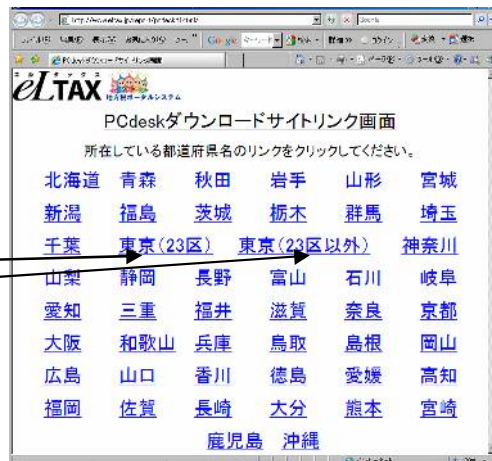 エルタックス
eLTAX 地方税ポータルシステム
PCdeskダウンロードサイトリンク画面
所在している都道府県名のリンクをクリックしてください。
北海道 青森 秋田 岩手 山形 宮城
新潟 福島 茨城 栃木 群馬 埼玉
千葉 東京(23区) 東京(23区以外) 神奈川
山梨 静岡 長野 富山 石川 岐阜
愛知 三重 福井 滋賀 奈良 京都
大阪 和歌山 兵庫 鳥取 島根 岡山
広島 山口 香川 徳島 愛媛 高知
福岡 佐賀 長崎 大分 熊本 宮崎
鹿児島 沖縄